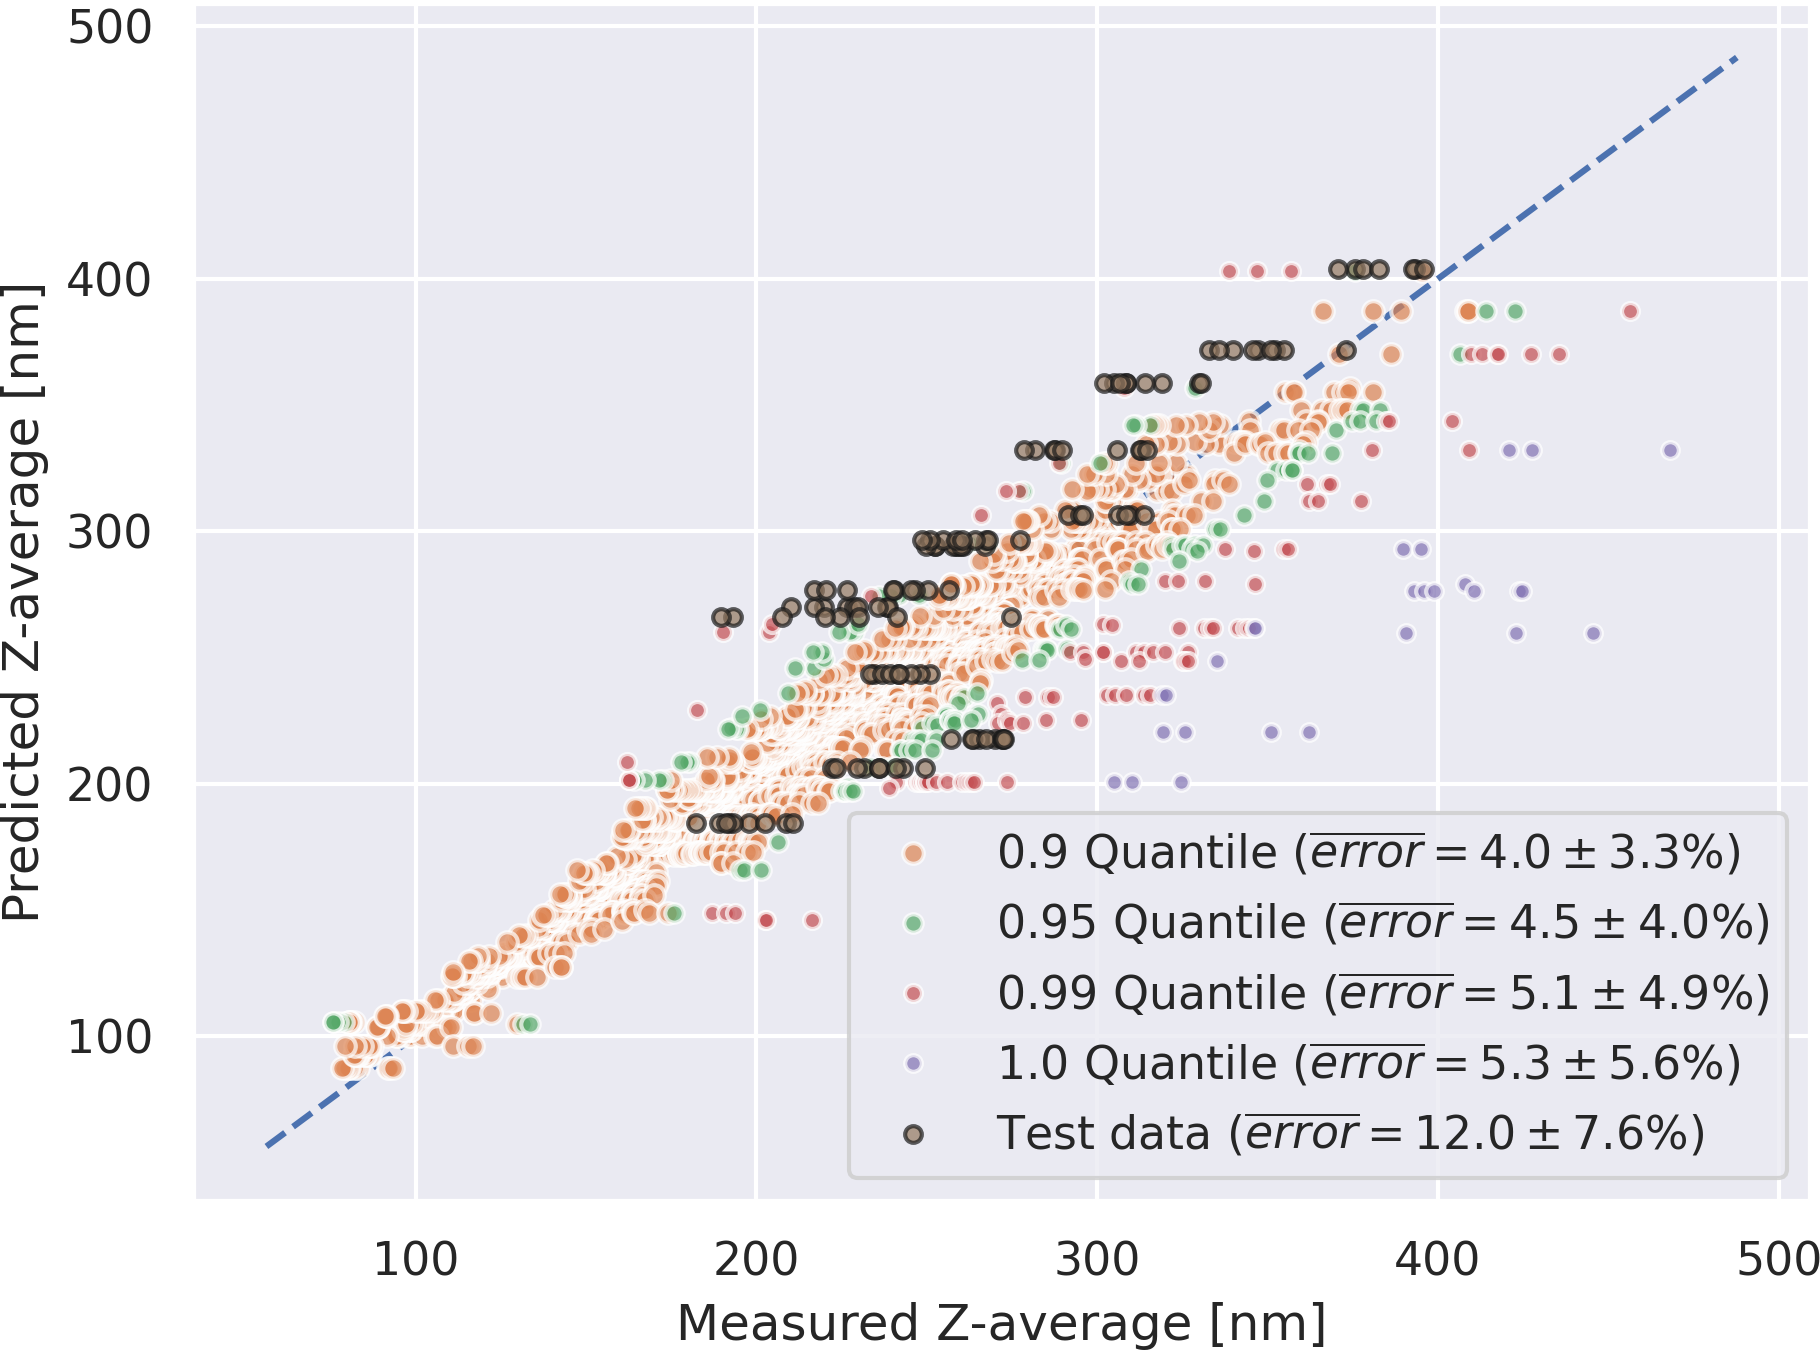 500
400
300
200
100
Predicted Z-average [nm]
0.9 Quantile (error = 4.0 ± 3.3%)
0.95 Quantile (error = 4.5 ± 4.0%)
0.99 Quantile (error = 5.1 ± 4.9%)
1.0 Quantile (error = 5.3 ± 5.6%)
Test data (error = 12.0 ± 7.6%)
100 200 300 400 500
Measured Z-average [nm]